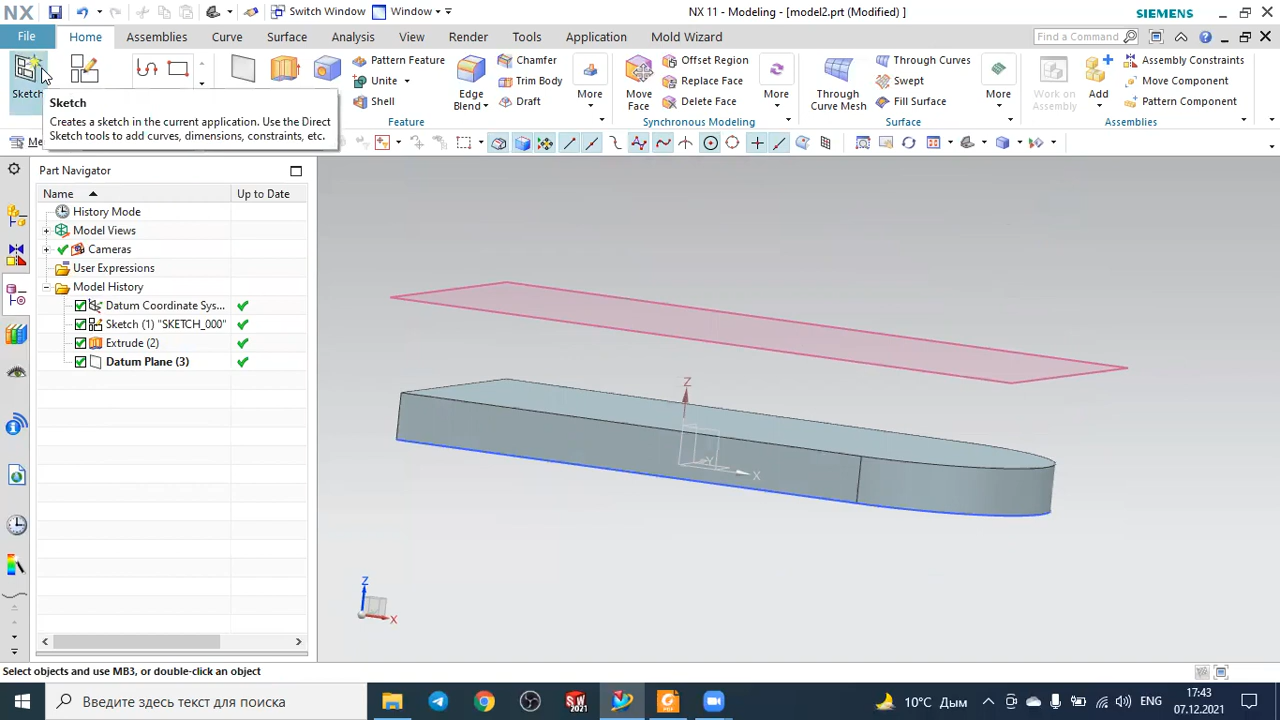 NX
Switch Window
Window
NX 11 - Modeling - [model2.prt (Modified) ]
SIEMENS
File
Home
Assemblies
Curve
Surface
Analysis
View
Render
Tools
Application
Mold Wizard
Find a Command
Sketch
Pattern Feature
Unite
Shell
Edge
Blend
Chamfer
Trim Body
Draft
More
Feature
Move
Face
Offset Region
Replace Face
Delete Face
More
Synchronous Modeling
Through
Curve Mesh
Through Curves
Swept
Fill Surface
More
Surface
Work on
Assembly
Add
Assembly Constraints
Move Component
Pattern Component
Assemblies
Sketch
Creates a sketch in the current application. Use the Direct
Sketch tools to add curves, dimensions, constraints, etc.
Me
Part Navigator
Name
Up to Date
History Mode
Model Views
Cameras
User Expressions
Model History
Datum Coordinate Sys...
Sketch (1) "SKETCH_000"
Extrude (2)
Datum Plane (3)
Z
Y
X
Z
X
Select objects and use MB3, or double-click an object
Введите здесь текст для поиска
SW
2021
PDF
10°C Дым
ENG
17:43
07.12.2021